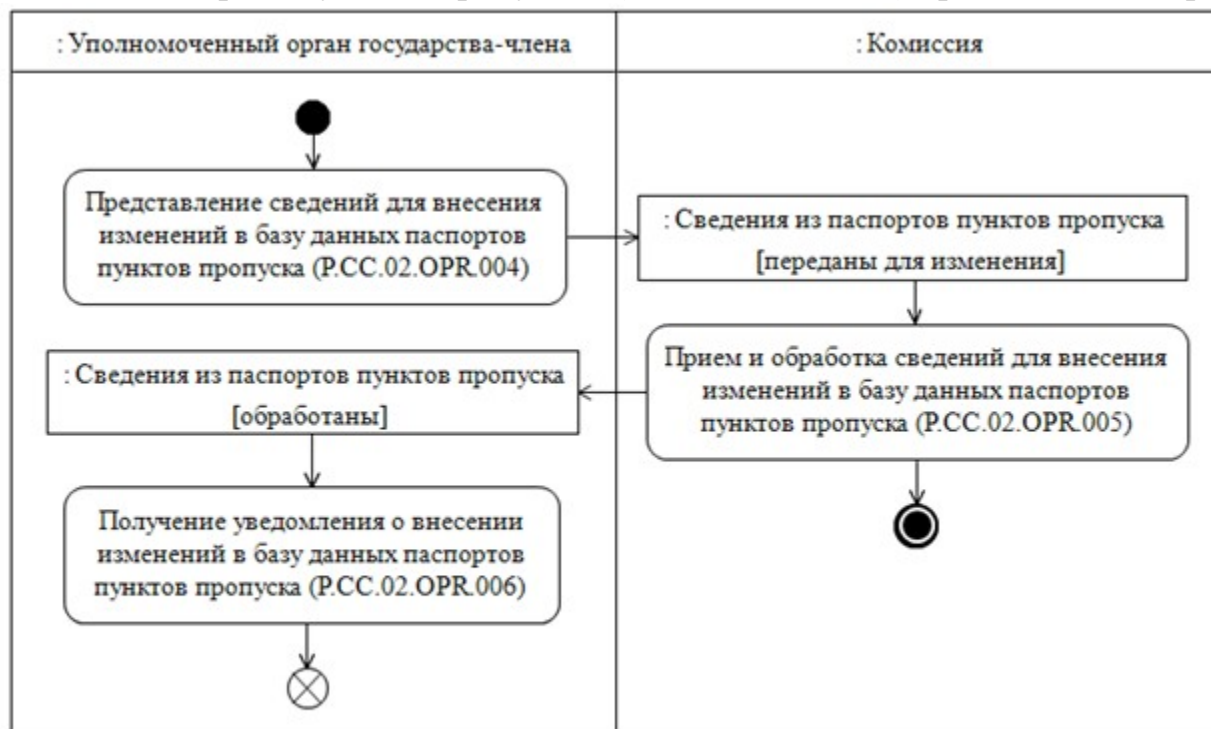 : Уполномоченный орган государства-члена
: Комиссия
Представление сведений для внесения
изменений в базу данных паспортов
пунктов пропуска (P.CC.02.OPR.004)
: Сведения из паспортов пунктов пропуска
[переданы для изменения]
Прием и обработка сведений для внесения
изменений в базу данных паспортов
пунктов пропуска (P.CC.02.OPR.005)
: Сведения из паспортов пунктов пропуска
[обработаны]
Получение уведомления о внесении
изменений в базу данных паспортов
пунктов пропуска (P.CC.02.OPR.006)